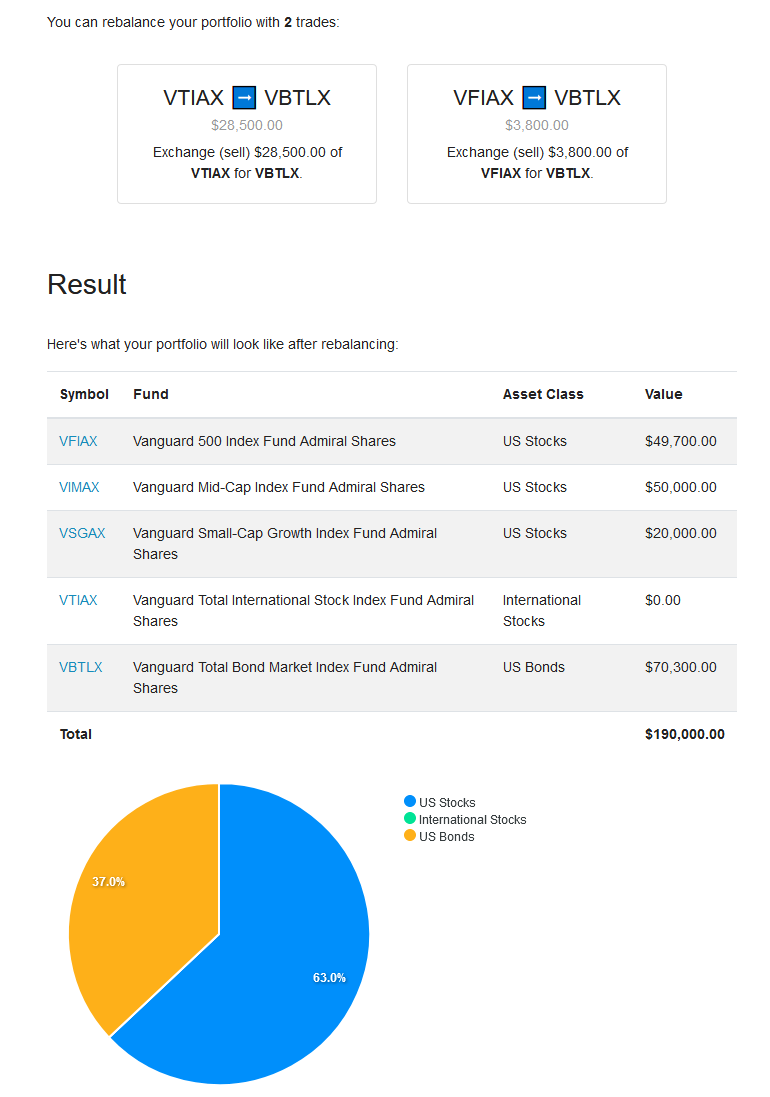 You can rebalance your portfolio with 2 trades:
VTIAX ➡ VBTLX
$28,500.00
Exchange (sell) $28,500.00 of
VTIAX for VBTLX.
VFIAX ➡ VBTLX
$3,800.00
Exchange (sell) $3,800.00 of
VFIAX for VBTLX.
Result
Here's what your portfolio will look like after rebalancing:
Symbol Fund Asset Class Value
VFIAX Vanguard 500 Index Fund Admiral Shares US Stocks $49,700.00
VIMAX Vanguard Mid-Cap Index Fund Admiral Shares US Stocks $50,000.00
VSGAX Vanguard Small-Cap Growth Index Fund Admiral US Stocks $20,000.00
Shares
VTIAX Vanguard Total International Stock Index Fund Admiral International $0.00
Shares Stocks
VBTLX Vanguard Total Bond Market Index Fund Admiral US Bonds $70,300.00
Shares
Total $190,000.00
US Stocks
International Stocks
US Bonds
37.0%
63.0%